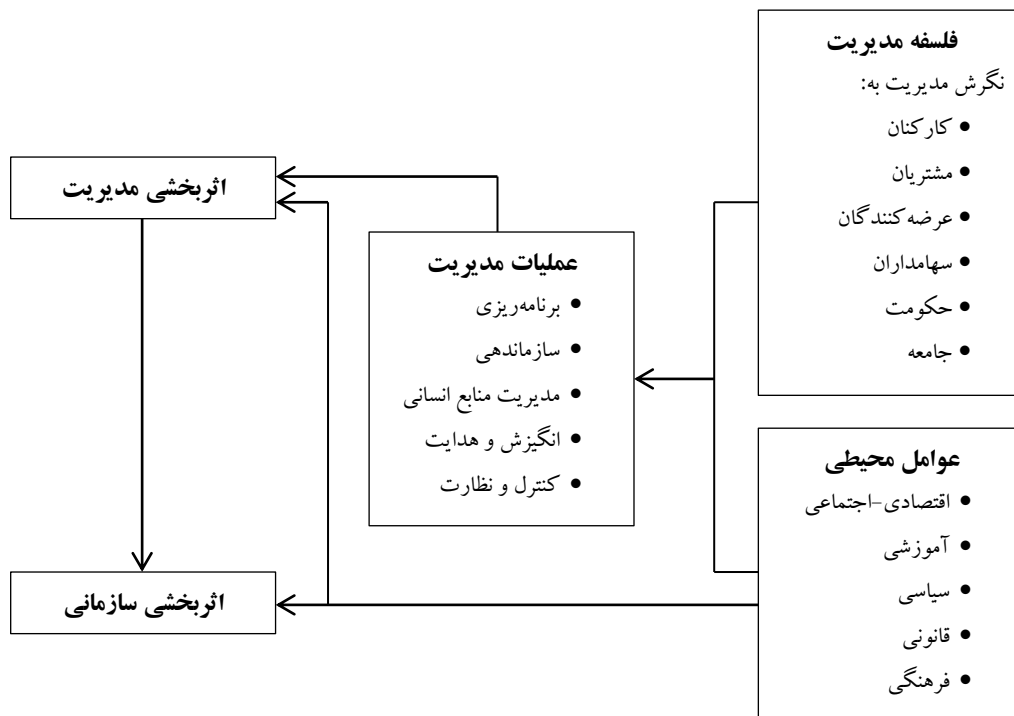 فلسفه مدیریت
نگرش مدیریت به:
• کارکنان
• مشتریان
• عرضه‌کنندگان
• سهامداران
• حکومت
• جامعه
عوامل محیطی
• اقتصادی-اجتماعی
• آموزشی
• سیاسی
• قانونی
• فرهنگی
عملیات مدیریت
• برنامه‌ریزی
• سازماندهی
• مدیریت منابع انسانی
• انگیزش و هدایت
• کنترل و نظارت
اثربخشی مدیریت
اثربخشی سازمانی